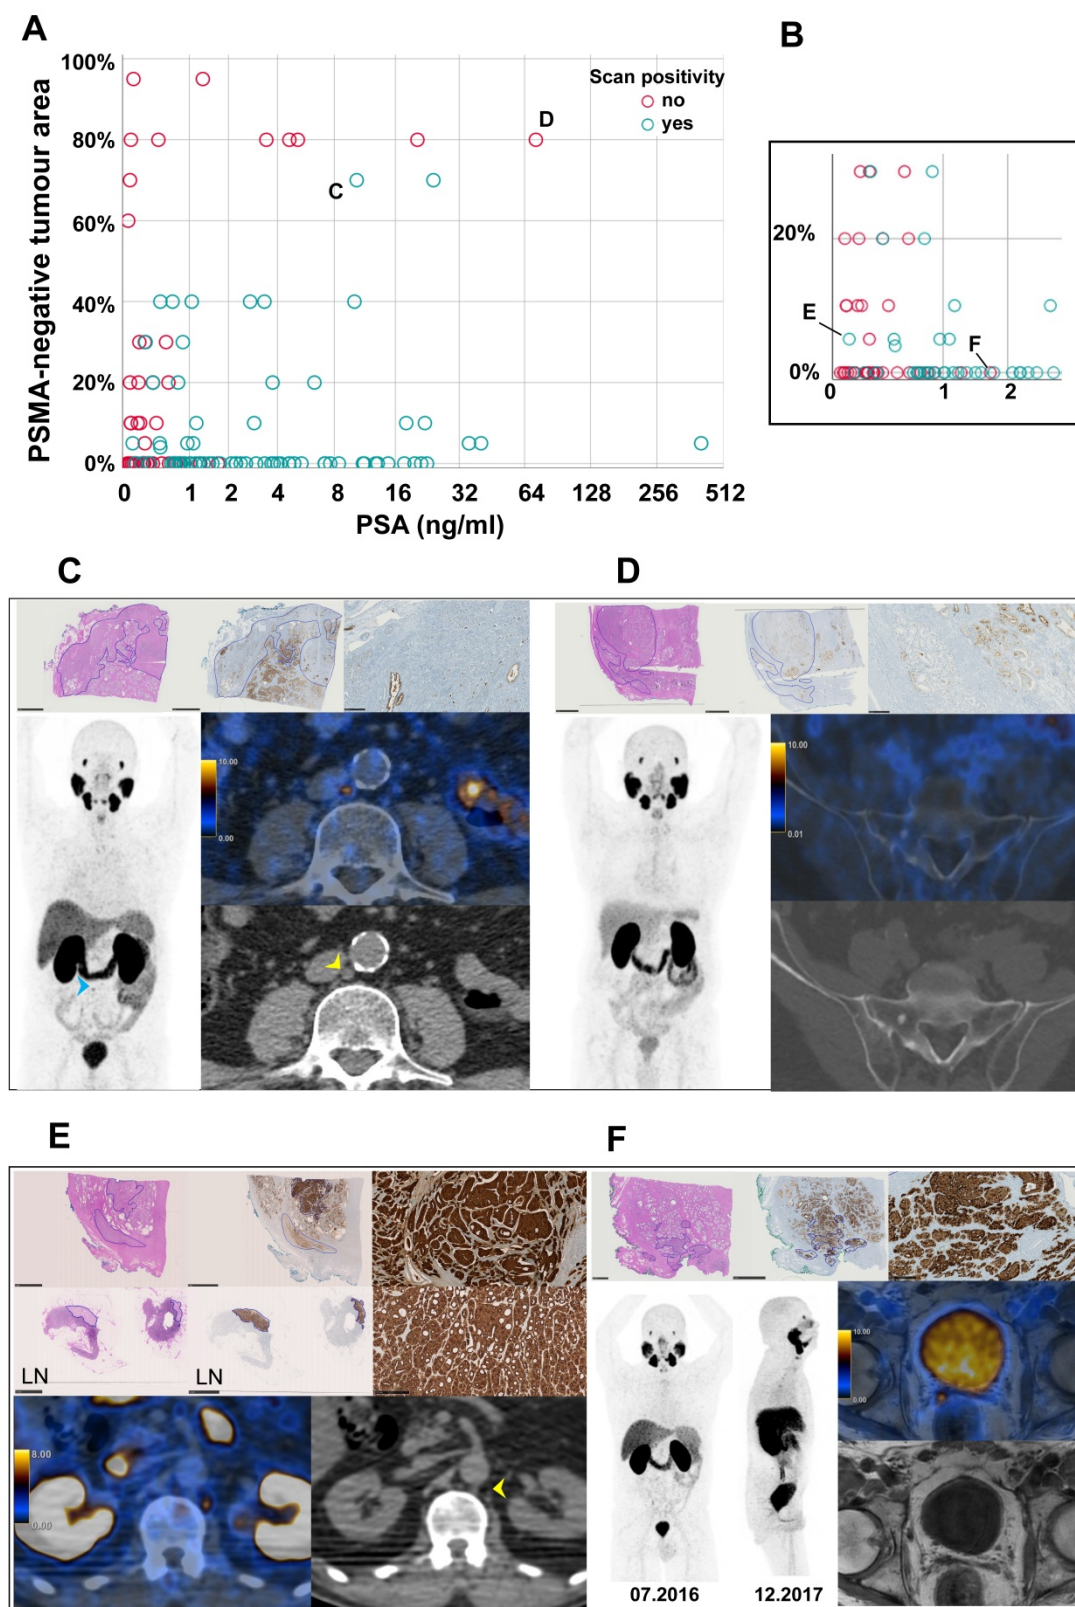 A
B
PSMA-negative tumour area
100%
80%
60%
40%
20%
0%
Scan positivity
no
yes
C
D
0 1 2 4 8 16 32 64 128 256 512
PSA (ng/ml)
20%
E
F
0%
0 1 2
C
D
10.00
0.00
10.00
0.01
E
F
LN
LN
8.00
0.00
10.00
0.00
07.2016
12.2017